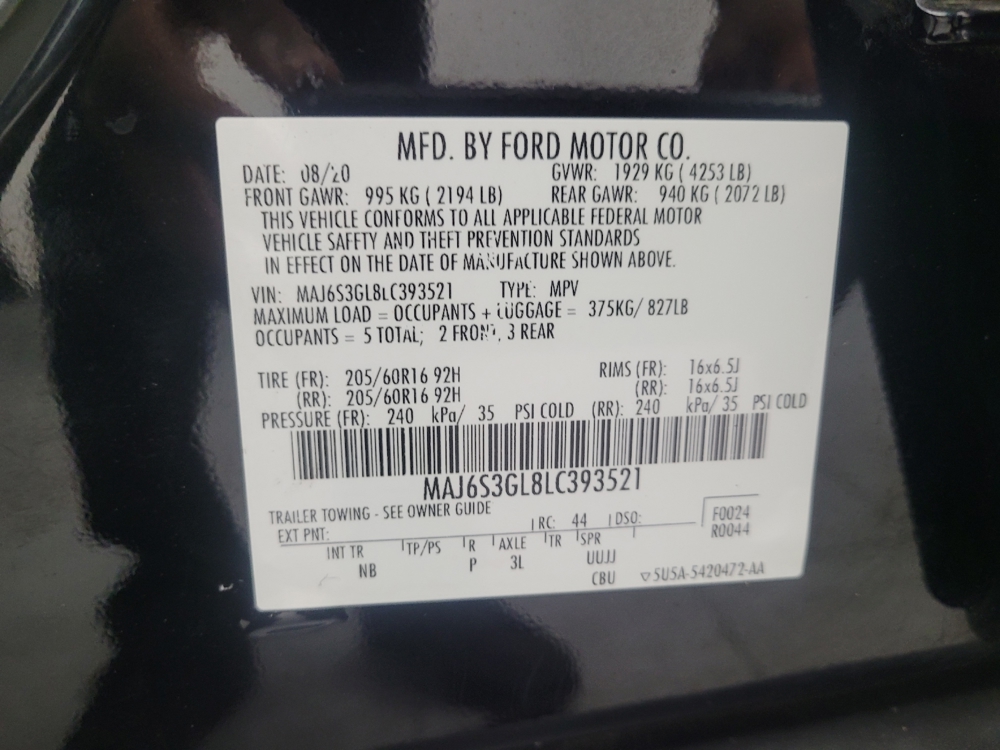 MFD. BY FORD MOTOR CO.
DATE: 08/20 GVWR: 1929 KG ( 4253 LB)
FRONT GAWR: 995 KG ( 2194 LB) REAR GAWR: 940 KG ( 2072 LB)
THIS VEHICLE CONFORMS TO ALL APPLICABLE FEDERAL MOTOR
VEHICLE SAFETY AND THEFT PREVENTION STANDARDS
IN EFFECT ON THE DATE OF MANUFACTURE SHOWN ABOVE.
VIN: MAJ6S3GL8LC393521 TYPE: MPV
MAXIMUM LOAD = OCCUPANTS + LUGGAGE = 375KG/ 827LB
OCCUPANTS = 5 TOTAL; 2 FRONT, 3 REAR
TIRE (FR): 205/60R16 92H RIMS (FR): 16x6.5J
(RR): 205/60R16 92H (RR): 16x6.5J
PRESSURE (FR): 240 kPa/ 35 PSI COLD (RR): 240 kPa/ 35 PSI COLD
MAJ6S3GL8LC393521
TRAILER TOWING - SEE OWNER GUIDE
EXT PNT: RC: 44 DSO: F0024
R0044
INT TR TP/PS R AXLE TR SPR
NB P 3L UUJJ
CBU 5U5A-5420472-AA